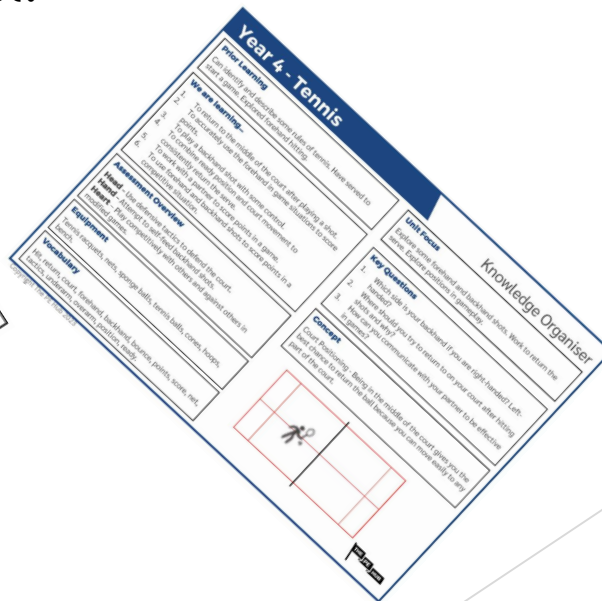 Year 4 - Tennis
Knowledge Organiser
Prior Learning
Can identify and describe some rules of tennis. Have served to
start a game. Explored forehand hitting.
We are learning...
1. To return to the middle of the court after playing a shot.
2. To accurately use the forehand in game situations to score
points.
3. To play a backhand shot with some control.
4. To combine ready position and court movement to
consistently return the serve.
5. To work with a partner to score points in a game.
6. To use forehand and backhand shots to score points in a
competitive situation.
Assessment Overview
Head - Use defensive tactics to defend the court.
Hand - Attempt to self-feed backhand shots.
Heart - Play competitively with others and against others in
modified games.
Equipment
Tennis racquets, nets, sponge balls, tennis balls, cones, hoops,
bench.
Vocabulary
Hit, return, court, forehand, backhand, bounce, points, score, net,
tactics, underarm, overarm, position, ready.
Copyright The PE Hub 2023
Unit Focus
Explore some forehand and backhand shots. Work to return the
serve. Explore positions in gameplay.
Key Questions
1. Which side is your backhand if you are right-handed? Left-
handed?
2. Where should you try to return to on your court after hitting
shots and why?
3. How can you communicate with your partner to be effective
in games?
Concept
Court Positioning : Being in the middle of the court gives you the
best chance to return the ball because you can move easily to any
part of the court.
THE PE HUB